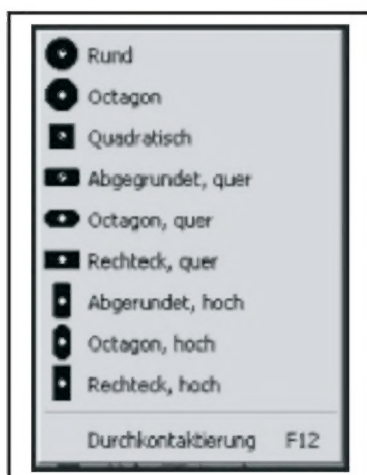 Rund
Octagon
Quadratisch
Abgegrundet, quer
Octagon, quer
Rechteck, quer
Abgerundet, hoch
Octagon, hoch
Rechteck, hoch
Durchkontaktierung F12